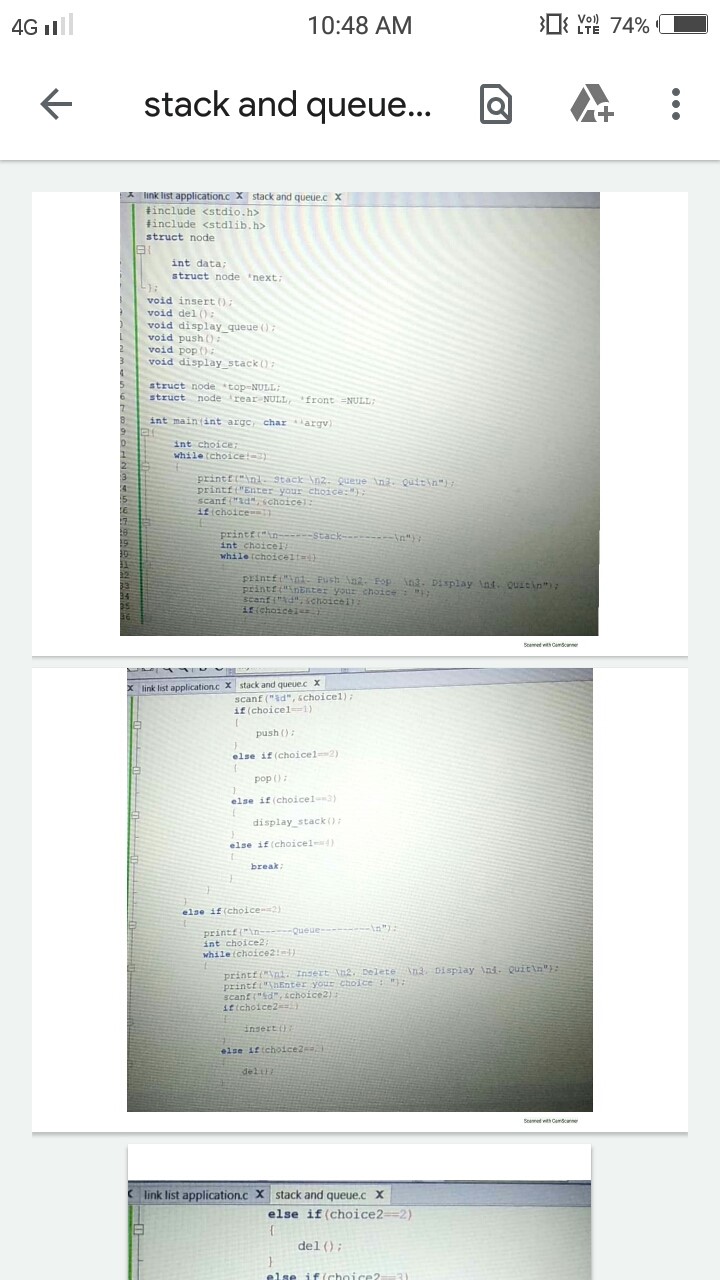 4G
10:48 AM
Vo)) LTE 74%
stack and queue...
link list application.c X stack and queue.c X
#include <stdio.h>
#include <stdlib.h>
struct node
{
int data;
struct node *next;
};
void insert();
void del();
void display_queue();
void push();
void pop();
void display_stack();
struct node *top=NULL;
struct node *rear=NULL, *front =NULL;
int main(int argc, char **argv)
{
int choice;
while(choice!=3)
{
printf("\n1. Stack \n2. Queue \n3. Quit\n");
printf("Enter your choice:");
scanf("%d",&choice);
if(choice==1)
{
printf("\n------Stack---------\n");
int choice1;
while(choice1!=4)
{
printf("\n1. Push \n2. Pop \n3. Display \n4. Quit\n");
printf("\nEnter your choice : ");
scanf("%d",&choice1);
if(choice1==
Scanned with CamScanner
X link list application.c X stack and queue.c X
scanf("%d",&choice1);
if(choice1==1)
{
push();
}
else if(choice1==2)
{
pop();
}
else if(choice1==3)
{
display_stack();
}
else if(choice1==4)
{
break;
}
}
}
else if(choice==2)
{
printf("\n------Queue---------\n");
int choice2;
while(choice2!=4)
{
printf("\n1. Insert \n2. Delete \n3. Display \n4. Quit\n");
printf("\nEnter your choice : ");
scanf("%d",&choice2);
if(choice2==1)
{
insert();
}
else if(choice2==
{
del();
Scanned with CamScanner
link list application.c X stack and queue.c X
else if(choice2==2)
{
del();
}
else if(choice2==3)